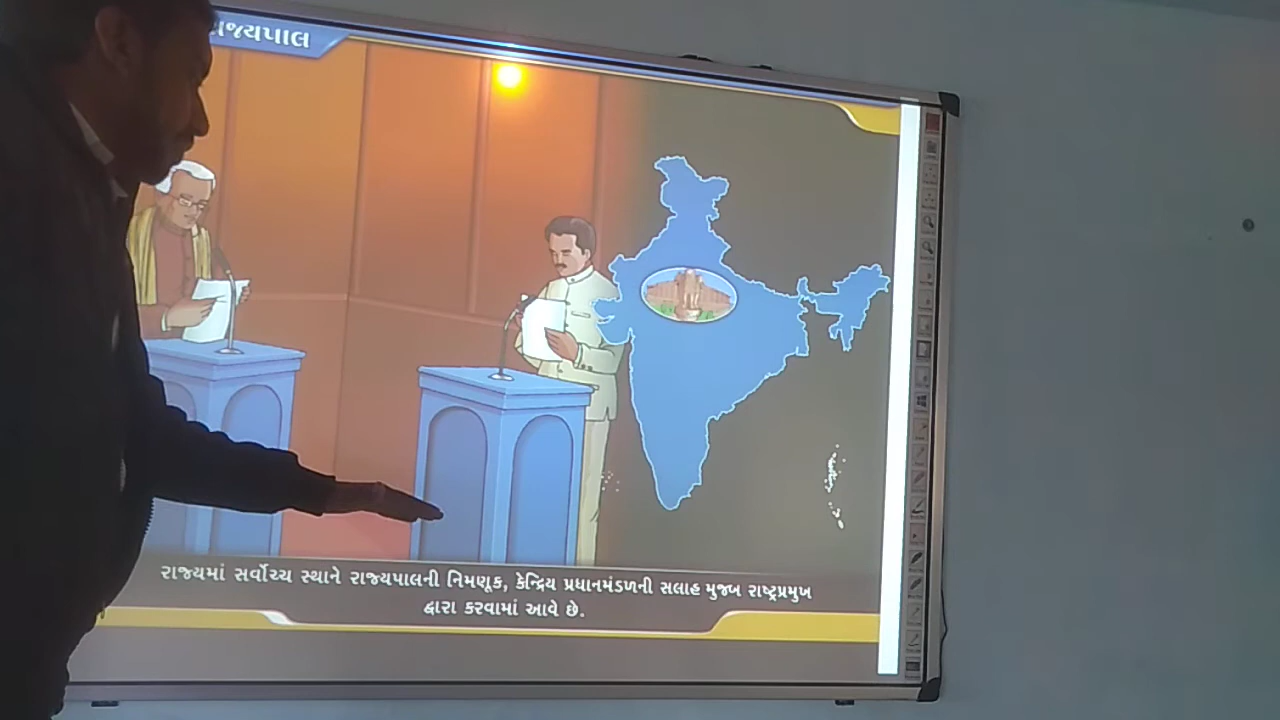 રાજ્યપાલ
રાજ્યમાં સર્વોચ્ચ સ્થાને રાજ્યપાલની નિમણૂક, કેન્દ્રિય પ્રધાનમંડળની સલાહ મુજબ રાષ્ટ્રપ્રમુખ
દ્વારા કરવામાં આવે છે.